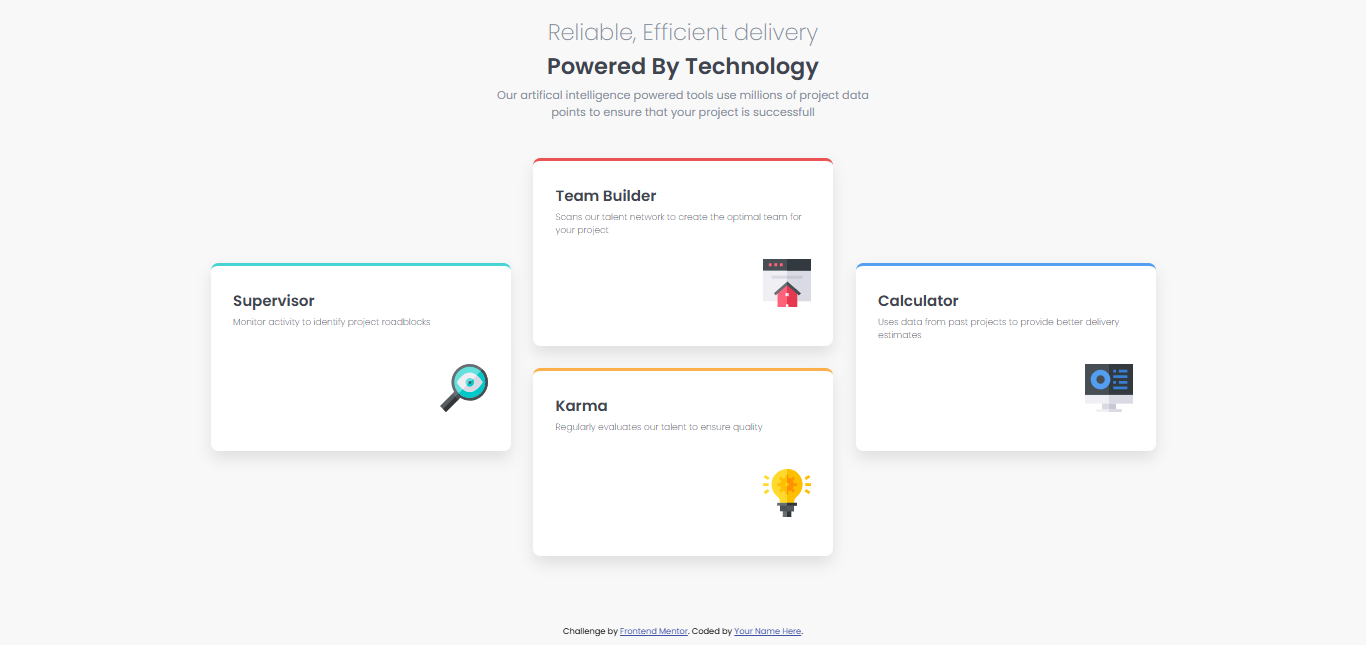 Reliable, Efficient delivery
Powered By Technology
Our artifical intelligence powered tools use millions of project data
points to ensure that your project is successfull
Team Builder
Scans our talent network to create the optimal team for
your project
Supervisor
Monitor activity to identify project roadblocks
Calculator
Uses data from past projects to provide better delivery
estimates
Karma
Regularly evaluates our talent to ensure quality
Challenge by Frontend Mentor. Coded by Your Name Here.